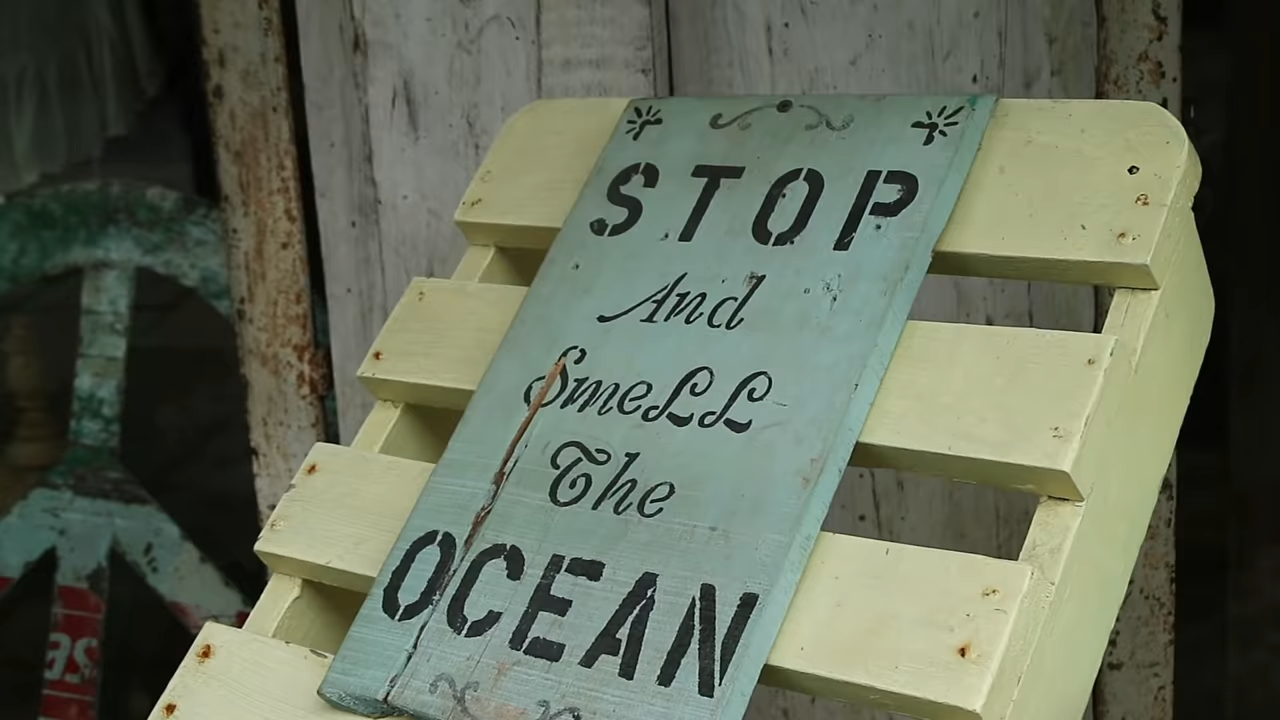 STOP
And
SmeLL
The
OCEAN